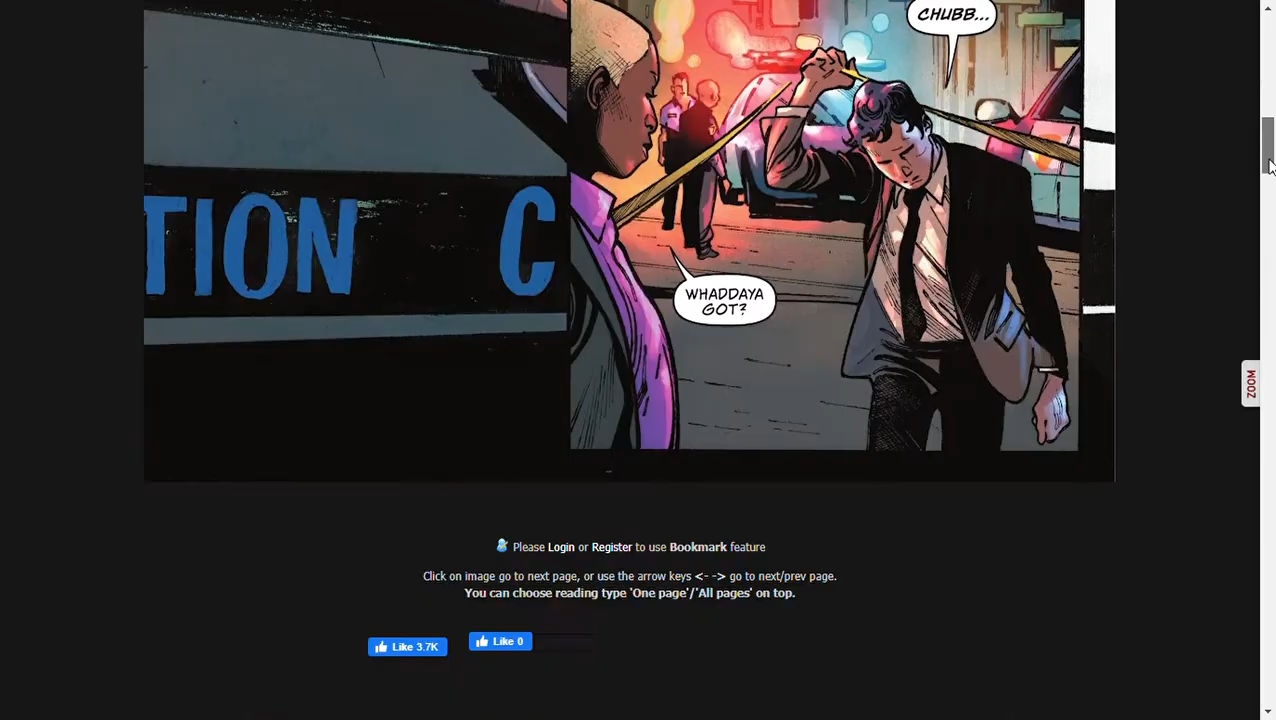 CHUBB...
WHADDAYA
GOT?
TION C
ZOOM
Please Login or Register to use Bookmark feature
Click on image go to next page, or use the arrow keys <- -> go to next/prev page.
You can choose reading type 'One page'/'All pages' on top.
Like 3.7K
Like 0